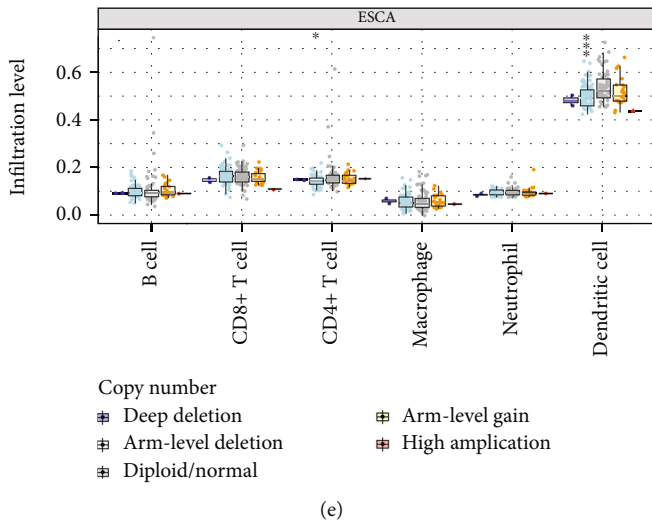 ESCA
*
***
Infiltration level
0.6
0.4
0.2
0.0
B cell
CD8+ T cell
CD4+ T cell
Macrophage
Neutrophil
Dendritic cell
Copy number
Deep deletion
Arm-level deletion
Diploid/normal
Arm-level gain
High amplication
(e)